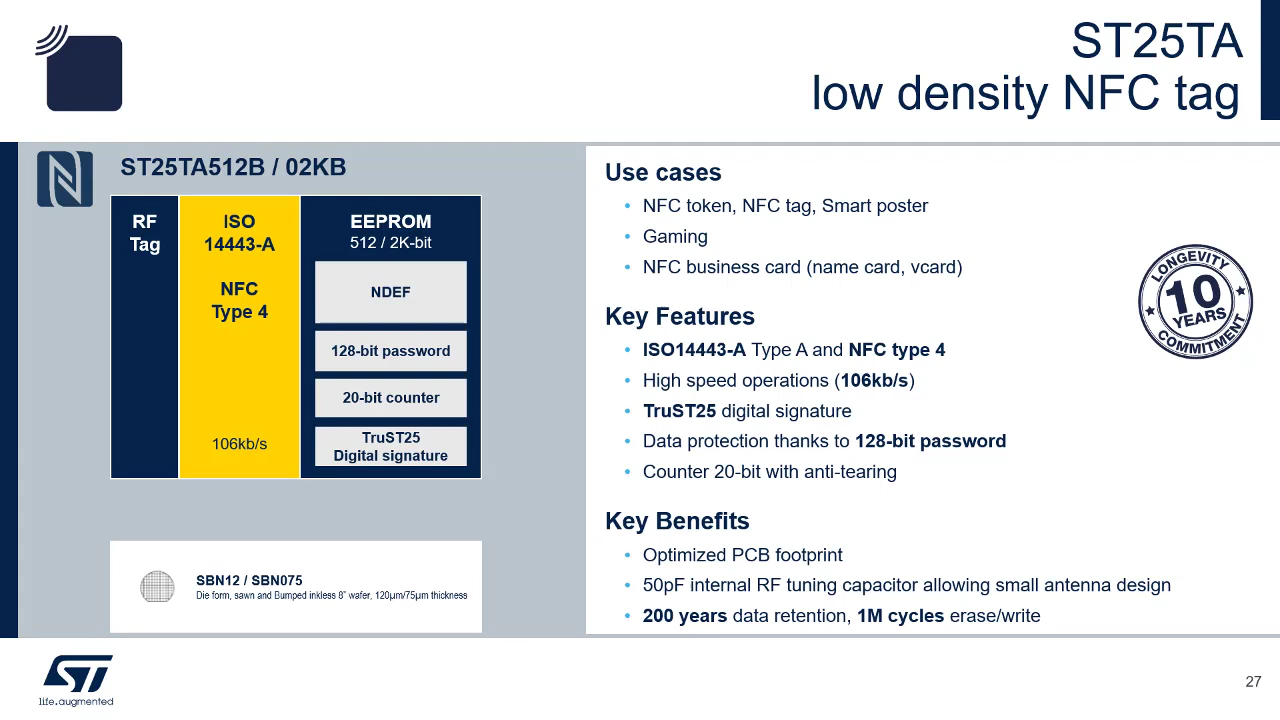 ST25TA
low density NFC tag
ST25TA512B / 02KB
RF
Tag
ISO
14443-A
NFC
Type 4
106kb/s
EEPROM
512 / 2K-bit
NDEF
128-bit password
20-bit counter
TruST25
Digital signature
SBN12 / SBN075
Die form, sawn and Bumped inkless 8” wafer, 120µm/75µm thickness
Use cases
• NFC token, NFC tag, Smart poster
• Gaming
• NFC business card (name card, vcard)
Key Features
• ISO14443-A Type A and NFC type 4
• High speed operations (106kb/s)
• TruST25 digital signature
• Data protection thanks to 128-bit password
• Counter 20-bit with anti-tearing
Key Benefits
• Optimized PCB footprint
• 50pF internal RF tuning capacitor allowing small antenna design
• 200 years data retention, 1M cycles erase/write
LONGEVITY
10
YEARS
COMMITMENT
ST
life.augmented
27